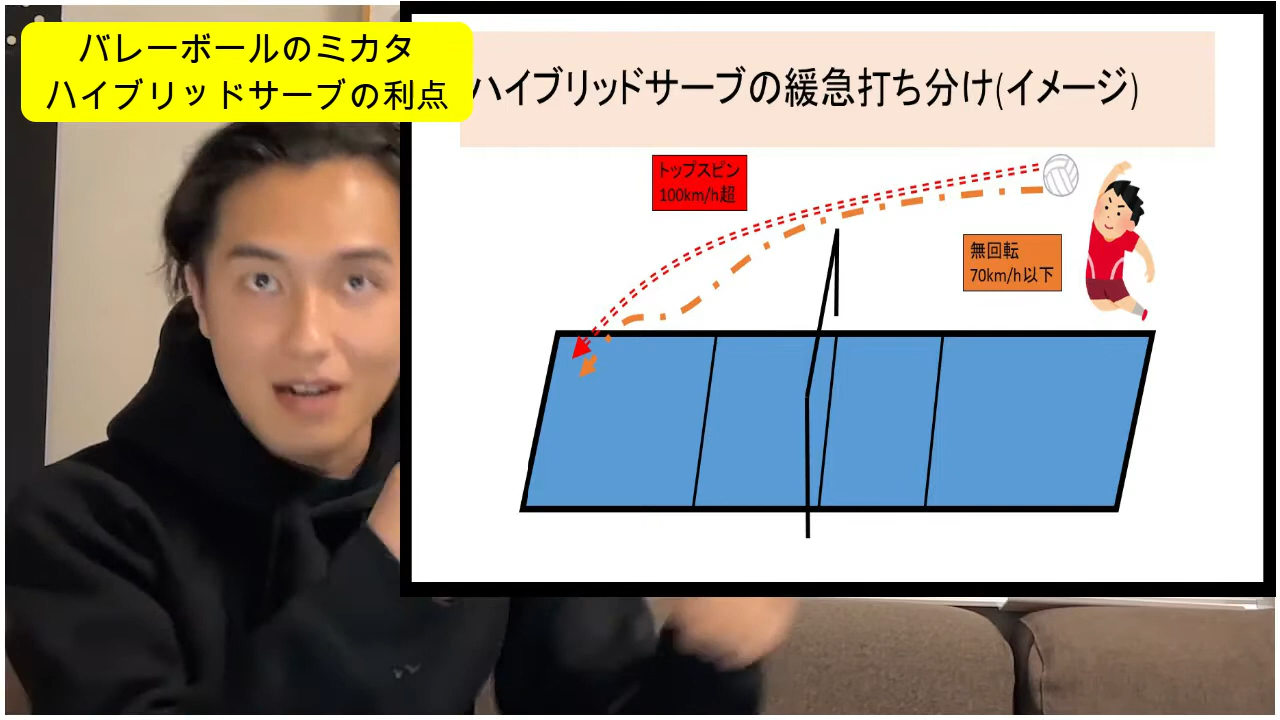 バレーボールのミカタ
ハイブリッドサーブの利点
ハイブリッドサーブの緩急打ち分け(イメージ)
トップスピン
100km/h超
無回転
70km/h以下